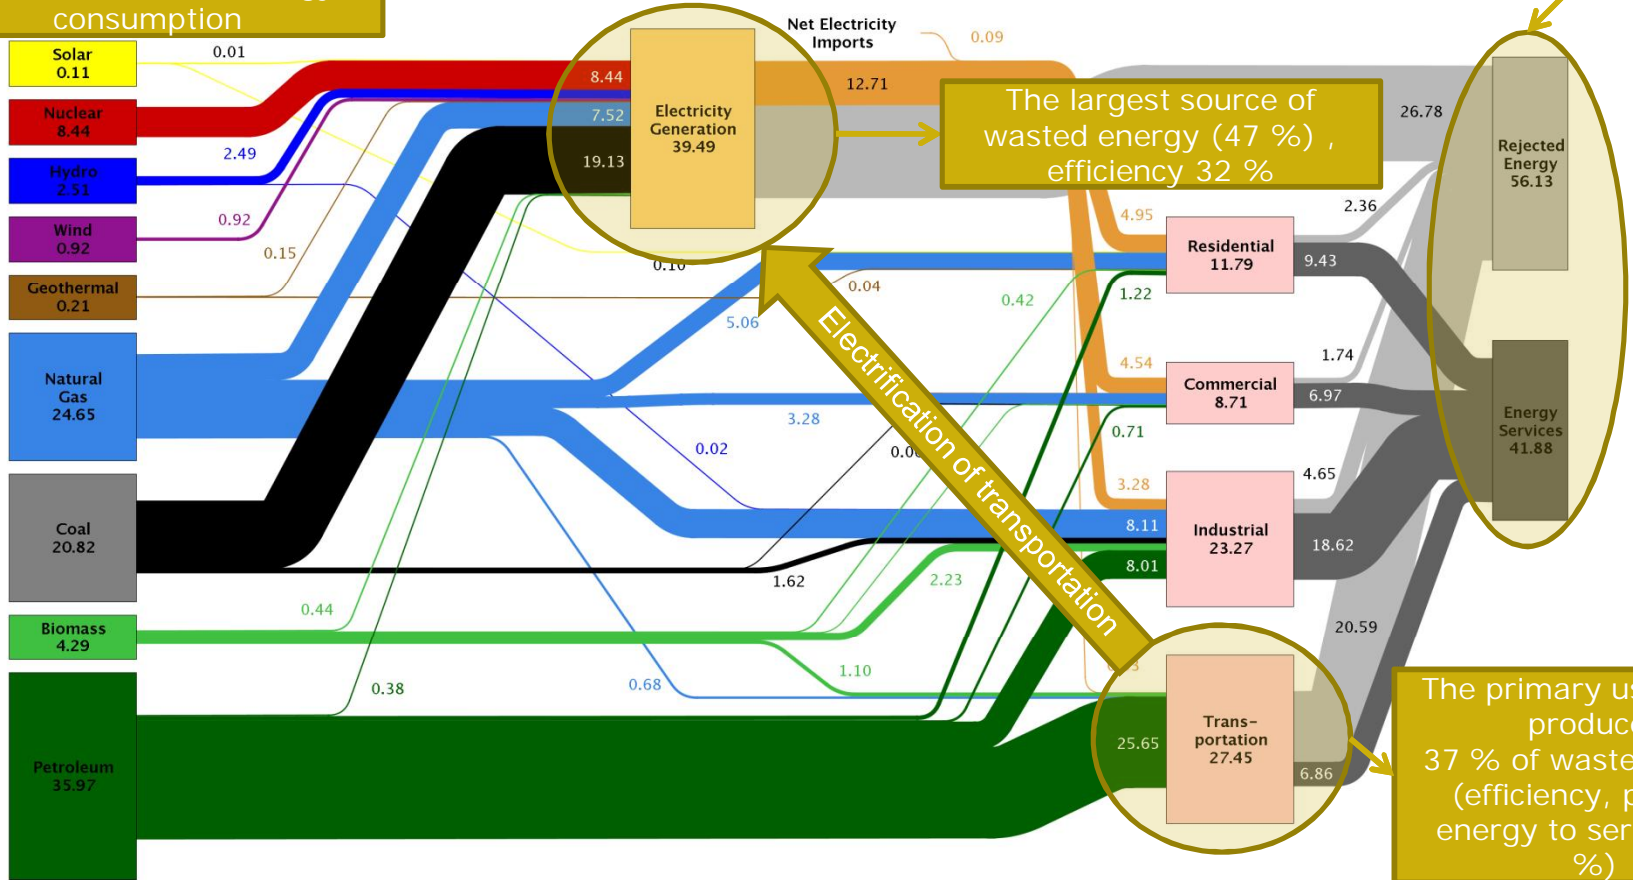 consumption
Solar
0.11
0.01
Nuclear
8.44
Hydro
2.51
2.49
Wind
0.92
0.92
Geothermal
0.21
0.15
Natural
Gas
24.65
Coal
20.82
Biomass
4.29
0.44
Petroleum
35.97
0.38
8.44
7.52
19.13
Electricity
Generation
39.49
Net Electricity
Imports
0.09
12.71
The largest source of
wasted energy (47 %) ,
efficiency 32 %
26.78
Rejected
Energy
56.13
0.10
0.04
5.06
3.28
0.02
1.62
2.23
1.10
0.68
0.42
Electrification of transportation
4.95
1.22
Residential
11.79
2.36
9.43
4.54
0.71
Commercial
8.71
1.74
6.97
3.28
8.11
8.01
Industrial
23.27
4.65
18.62
Energy
Services
41.88
25.65
Trans-
portation
27.45
20.59
6.86
The primary
produce
37 % of waste
(efficiency,
energy to
%)